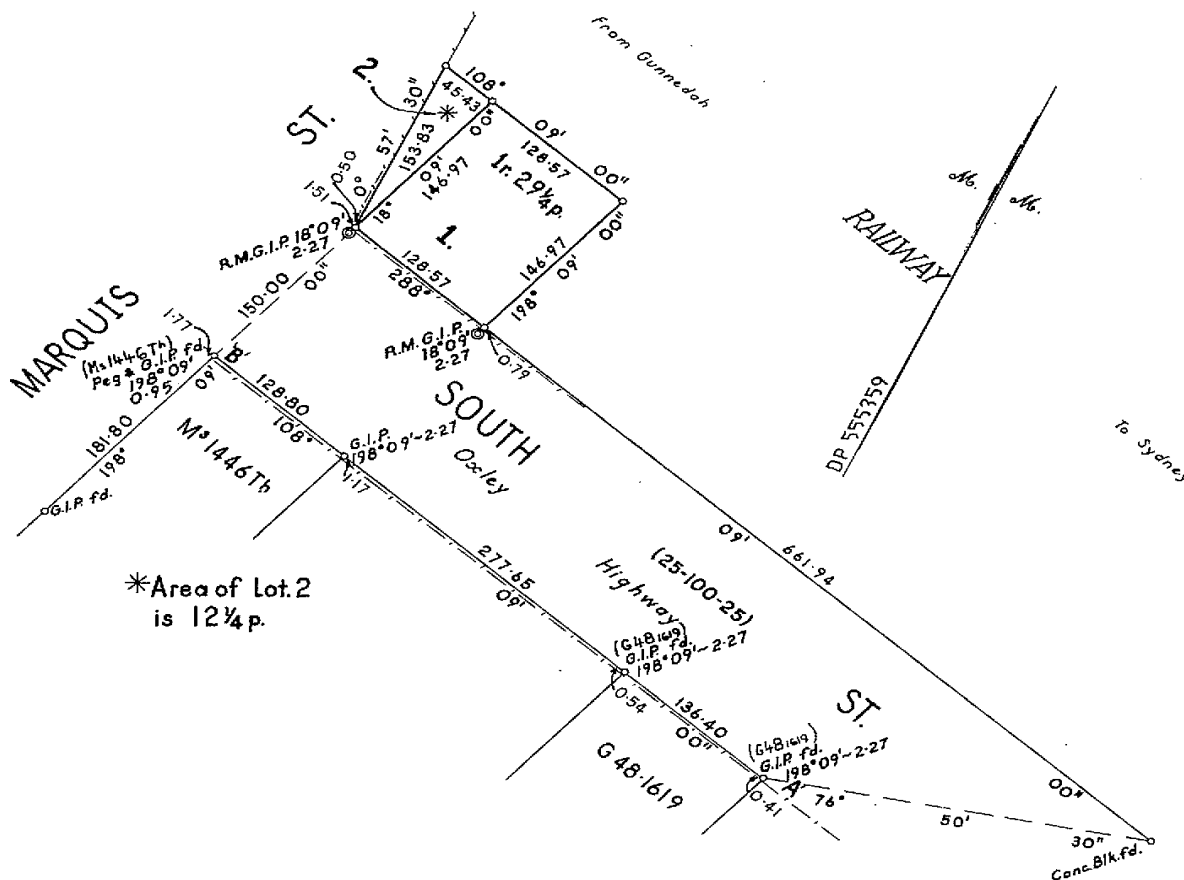 From Gunnedah
2.
ST.
108°
45·43
00"
09'
128·57
00"
0°
57'
30"
153·83
18°
09'
146·97
1r. 29¼p.
1.
1·51
0·50
R.M.G.I.P. 18°09'
2·27
128·57
288°
146·97
09'
00"
198°
150·00
00"
1·77
MARQUIS
(Ms1446Th)
Peg & G.I.P. fd.
198°09'
0·95
B'
09'
181·80
198°
G.I.P. fd.
Ms1446Th
128·80
108°
R.M.G.I.P.
18°09'
2·27
0·79
G.I.P.
198°09'~2·27
1·17
SOUTH
Oxley
Highway
(25-100-25)
09'
661·94
00"
277·65
09'
(G48 1619)
G.I.P. fd.
198°09'~2·27
0·54
136·40
00"
ST.
(G48 1619)
G.I.P. fd.
198°09'~2·27
A
0·41
G48·1619
76°
50'
30"
Conc.Blk.fd.
RAILWAY
M.
M.
DP 555359
To Sydney
*Area of Lot.2
is 12¼p.